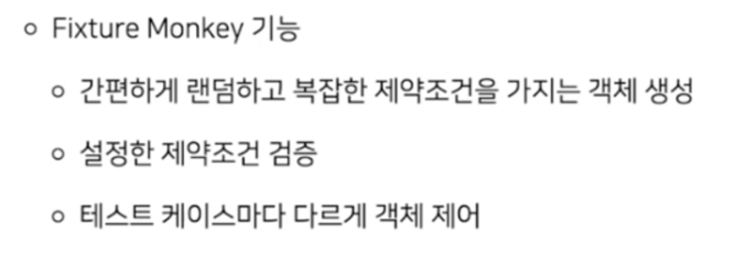 Fixture Monkey 기능
간편하게 랜덤하고 복잡한 제약조건을 가지는 객체 생성
설정한 제약조건 검증
테스트 케이스마다 다르게 객체 제어